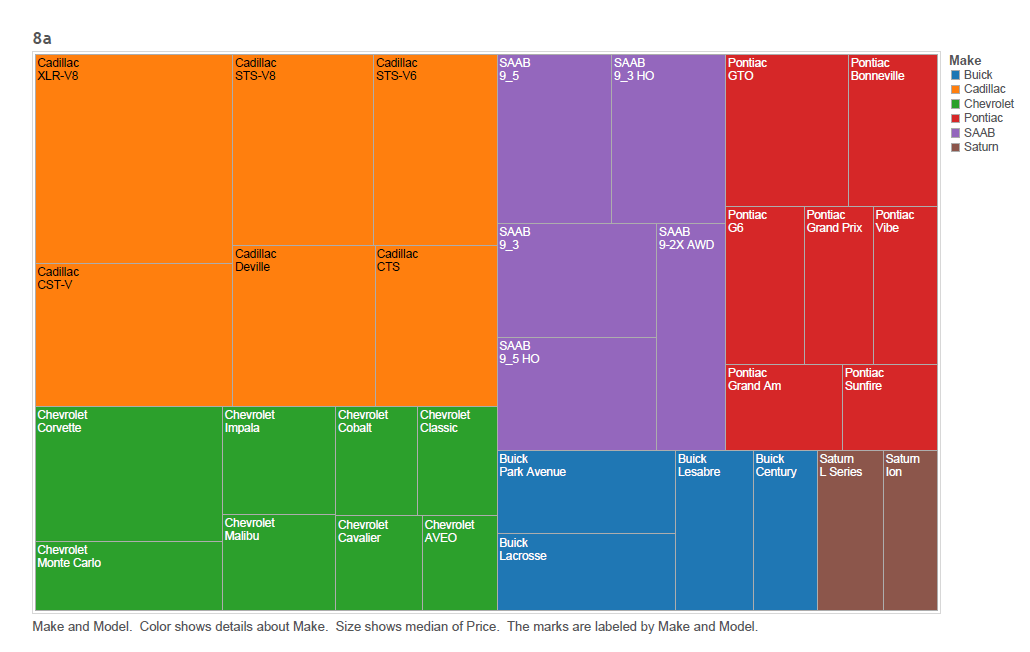 8a
Cadillac
XLR-V8
Cadillac
STS-V8
Cadillac
STS-V6
SAAB
9_5
SAAB
9_3 HO
Pontiac
GTO
Pontiac
Bonneville
Make
Buick
Cadillac
Chevrolet
Pontiac
SAAB
Saturn
Cadillac
CST-V
Cadillac
Deville
Cadillac
CTS
SAAB
9_3
SAAB
9-2X AWD
SAAB
9_5 HO
Pontiac
G6
Pontiac
Grand Prix
Pontiac
Vibe
Pontiac
Grand Am
Pontiac
Sunfire
Chevrolet
Corvette
Chevrolet
Impala
Chevrolet
Cobalt
Chevrolet
Classic
Chevrolet
Monte Carlo
Chevrolet
Malibu
Chevrolet
Cavalier
Chevrolet
AVEO
Buick
Park Avenue
Buick
Lacrosse
Buick
Lesabre
Buick
Century
Saturn
L Series
Saturn
Ion
Make and Model.  Color shows details about Make.  Size shows median of Price.  The marks are labeled by Make and Model.